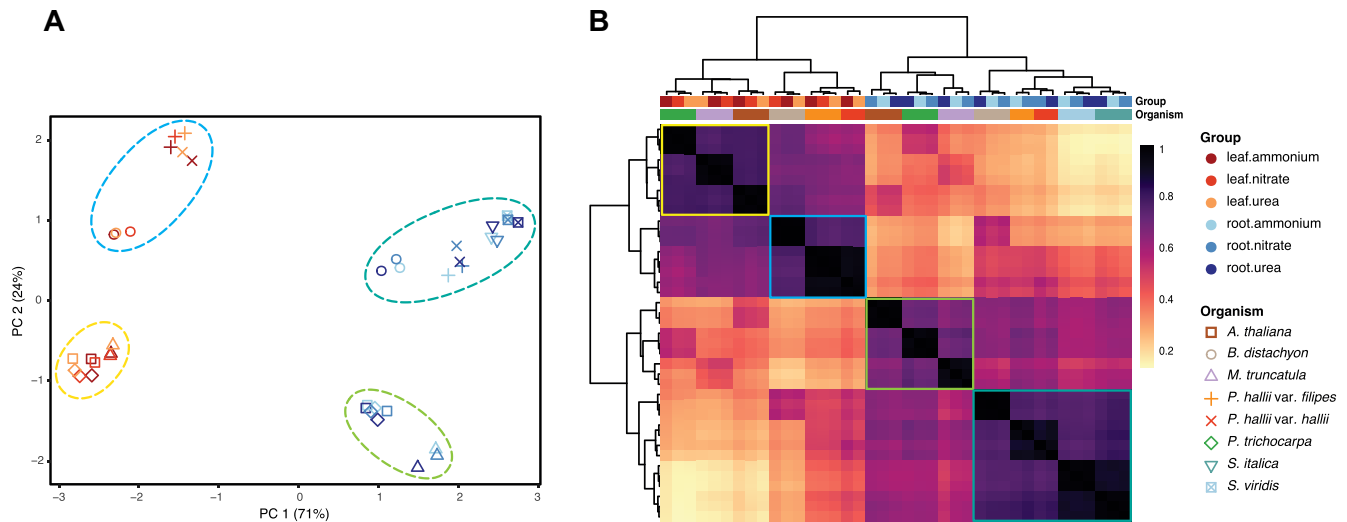 A
B
2
1
0
−1
−2
PC 2 (24%)
−3
−2
−1
0
1
2
3
PC 1 (71%)
Group
Organism
1
0.8
0.6
0.4
0.2
Group
leaf.ammonium
leaf.nitrate
leaf.urea
root.ammonium
root.nitrate
root.urea
Organism
A. thaliana
B. distachyon
M. truncatula
P. hallii var. filipes
P. hallii var. hallii
P. trichocarpa
S. italica
S. viridis